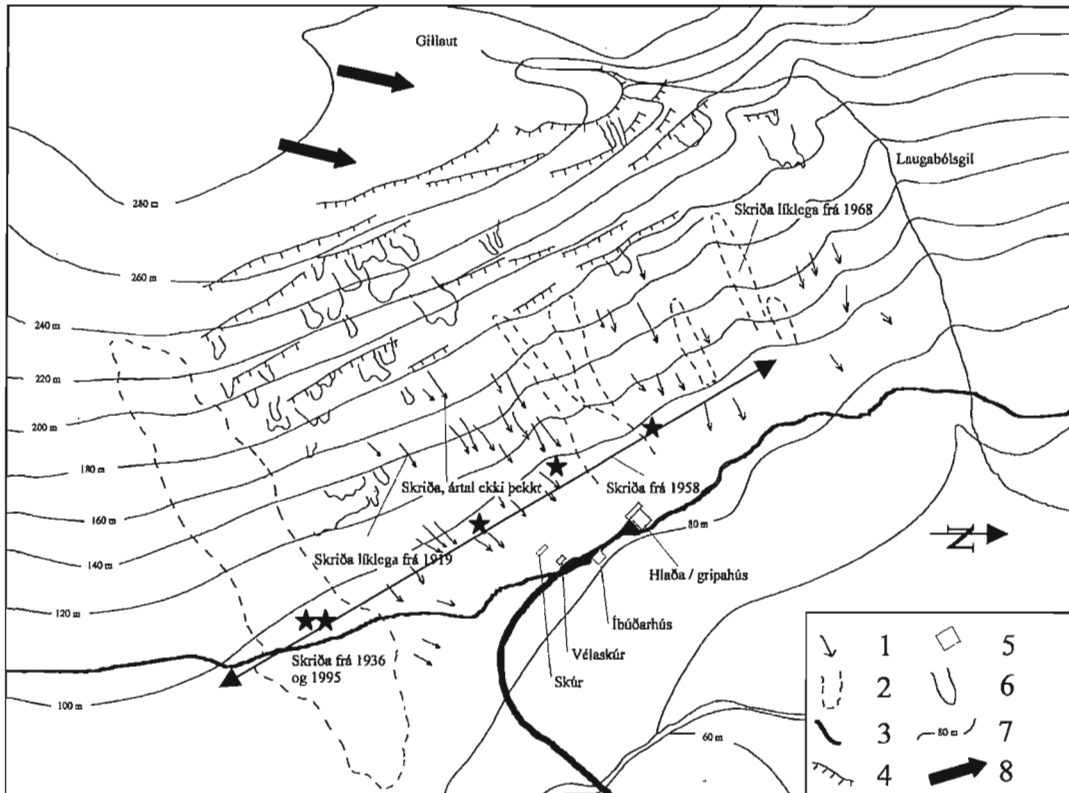 Gillaut
Laugabólsgil
280 m
Skriða líklega frá 1968
260 m
240 m
220 m
200 m
180 m
Skriða, ártal ekki þekkt
Skriða frá 1958
160 m
80 m
N
140 m
Skriða líklega frá 1919
Hlaða / gripahús
120 m
Íbúðarhús
Vélaskúr
Skriða frá 1936
og 1995
Skúr
100 m
60 m
1
5
2
6
3
80 m
7
4
8